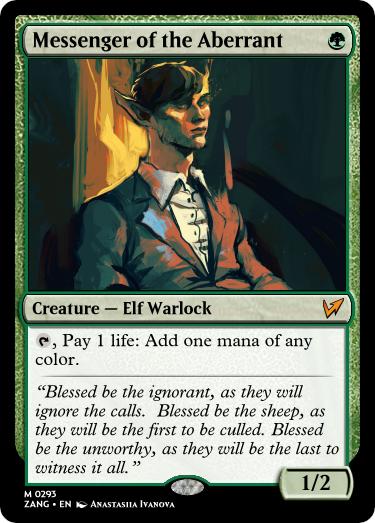 Messenger of the Aberrant
Creature — Elf Warlock
, Pay 1 life: Add one mana of any
color.
“Blessed be the ignorant, as they will
ignore the calls.  Blessed be the sheep, as
they will be the first to be culled. Blessed
be the unworthy, as they will be the last to
witness it all.”
1/2
M 0293
ZANG • EN Anastasiia Ivanova